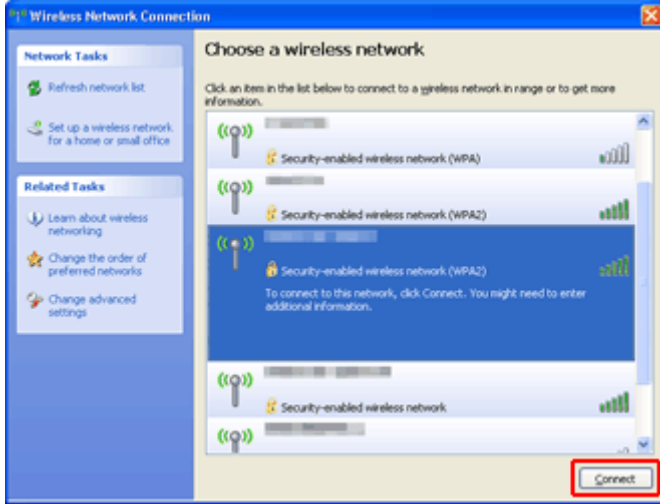 Wireless Network Connection
Network Tasks
Refresh network list
Set up a wireless network
for a home or small office
Related Tasks
Learn about wireless
networking
Change the order of
preferred networks
Change advanced
settings
Choose a wireless network
Click an item in the list below to connect to a wireless network in range or to get more
information.
Security-enabled wireless network (WPA)
Security-enabled wireless network (WPA2)
Security-enabled wireless network (WPA2)
To connect to this network, click Connect. You might need to enter
additional information.
Security-enabled wireless network
Connect